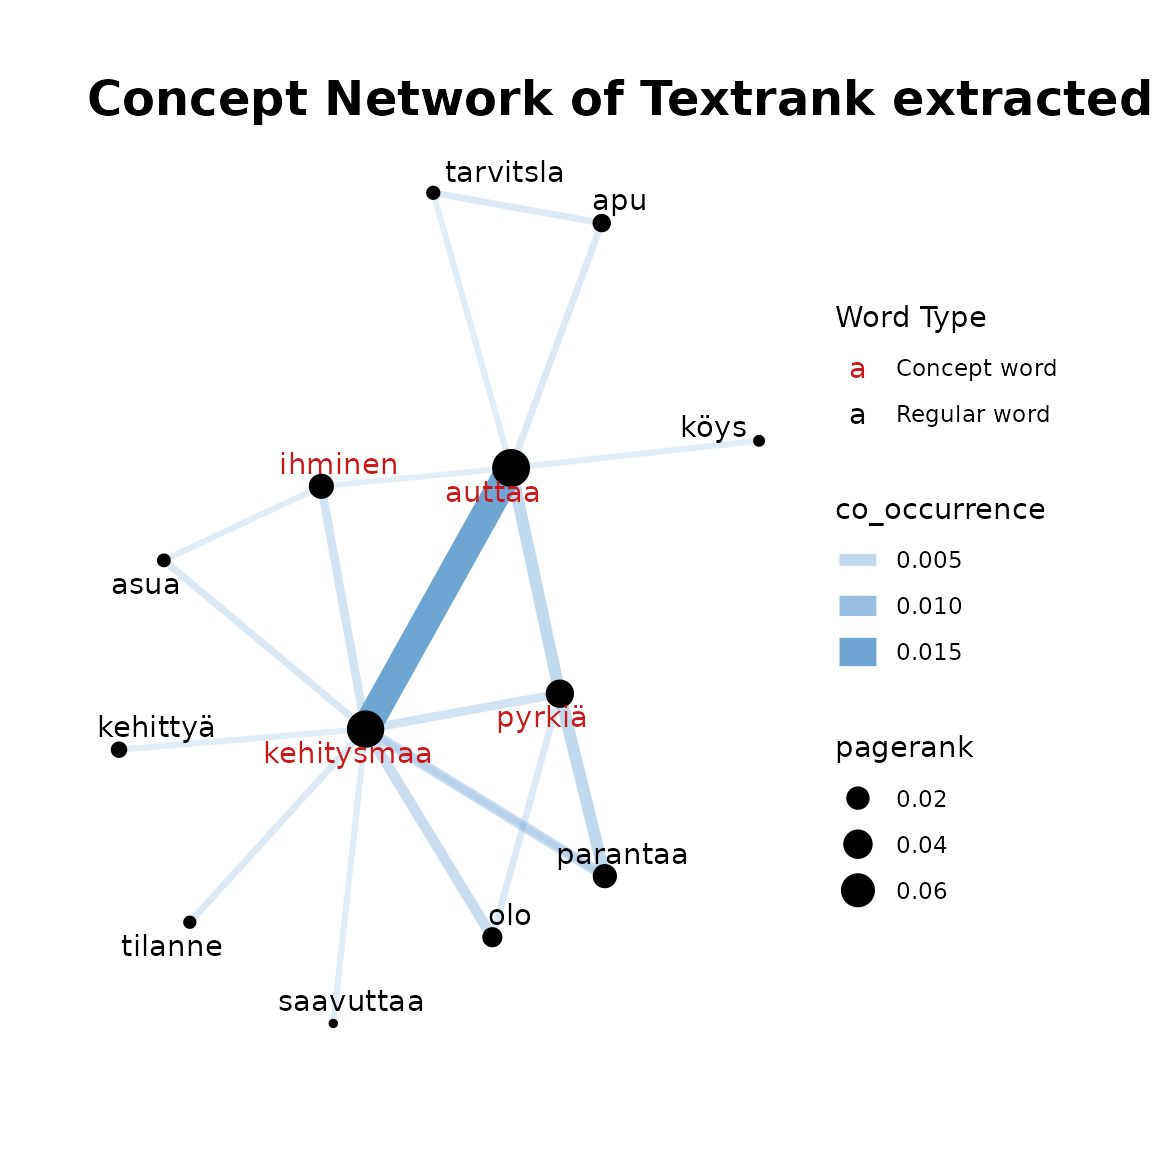 Concept Network of Textrank extracted
tarvitsla
apu
köys
ihminen
auttaa
asua
kehittyä
pyrkiä
kehitysmaa
parantaa
olo
tilanne
saavuttaa
Word Type
a Concept word
a Regular word
co_occurrence
0.005
0.010
0.015
pagerank
0.02
0.04
0.06